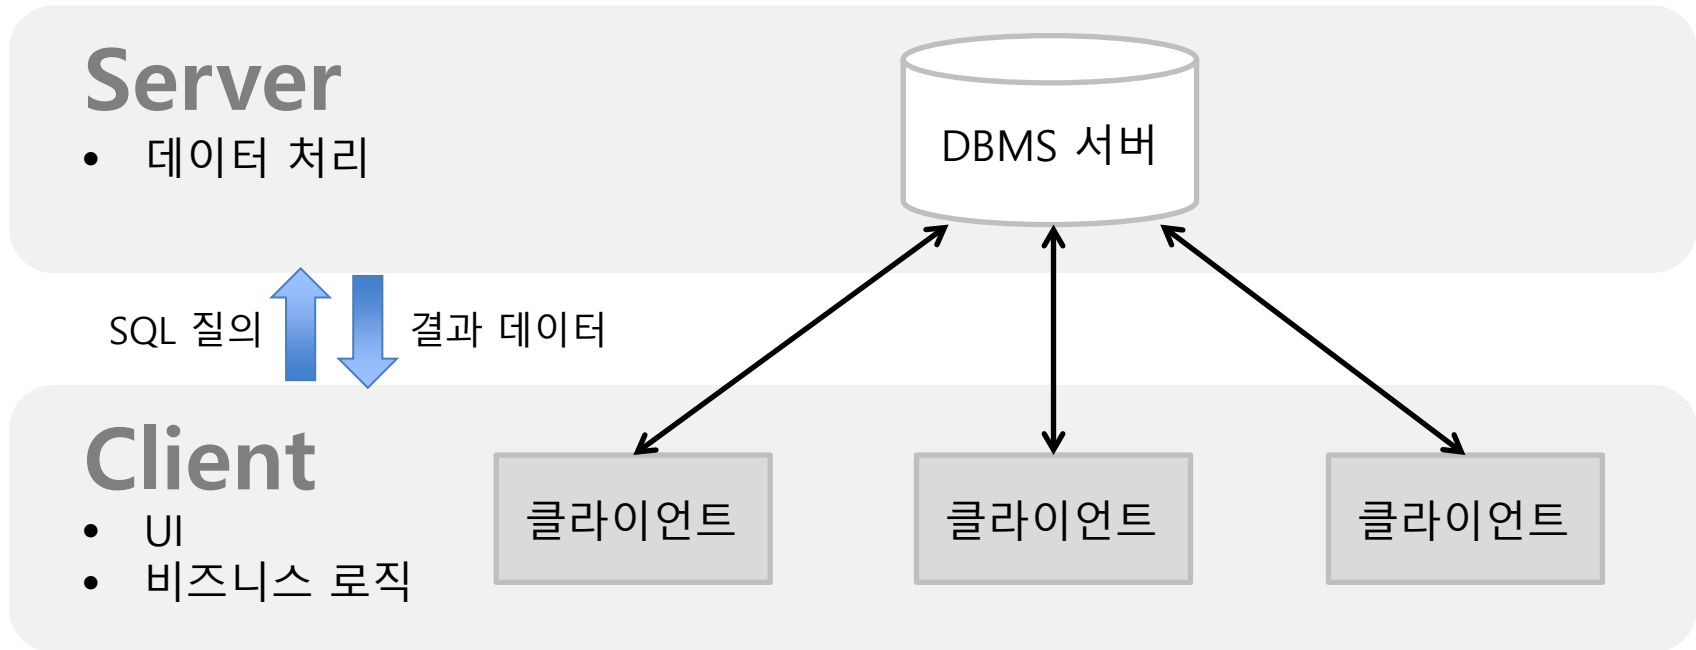 Server
• 데이터 처리
DBMS 서버
SQL 질의
결과 데이터
Client
• UI
• 비즈니스 로직
클라이언트
클라이언트
클라이언트